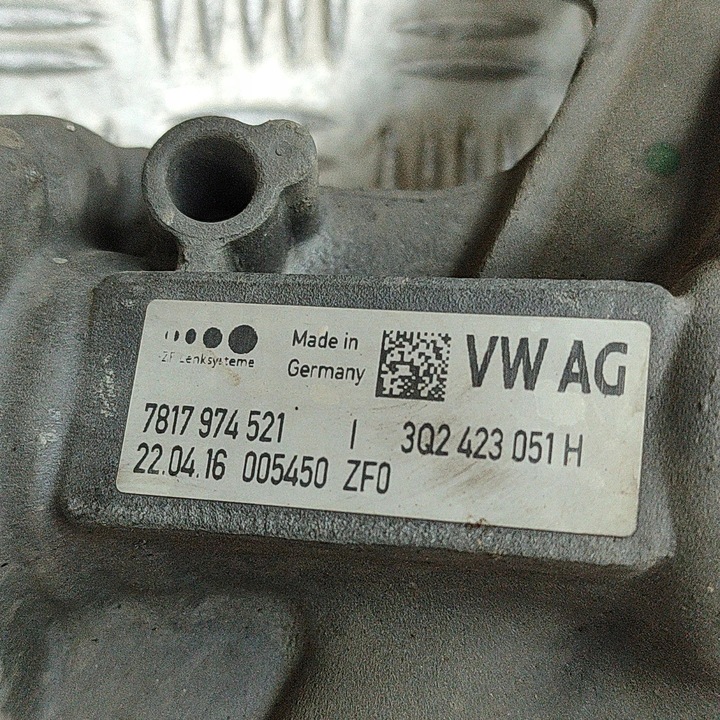 ZF Lenksysteme
Made in
Germany
VW AG
7817 974 521 I 3Q2 423 051 H
22.04.16 005450 ZF0